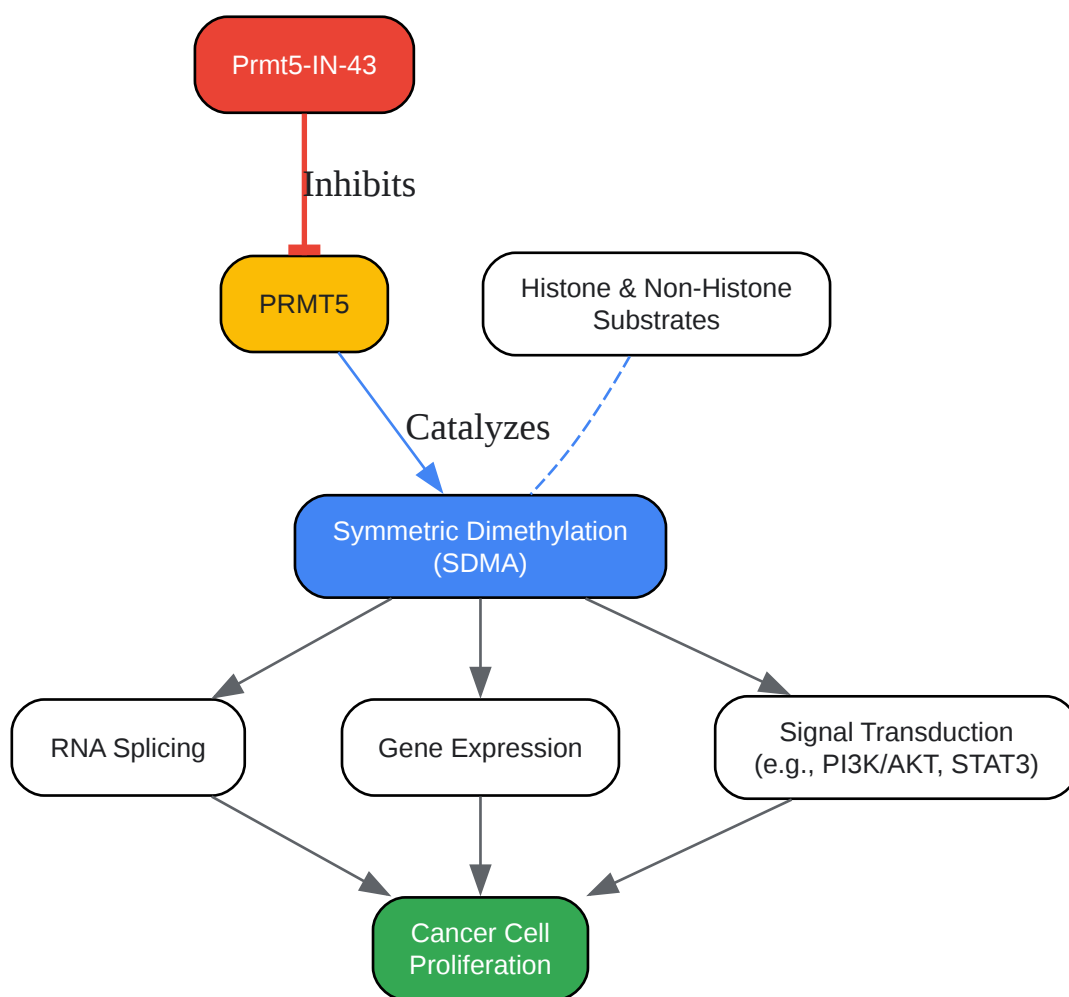 Prmt5-IN-43
Inhibits
PRMT5
Histone & Non-Histone
Substrates
Catalyzes
Symmetric Dimethylation
(SDMA)
RNA Splicing
Gene Expression
Signal Transduction
(e.g., PI3K/AKT, STAT3)
Cancer Cell
Proliferation